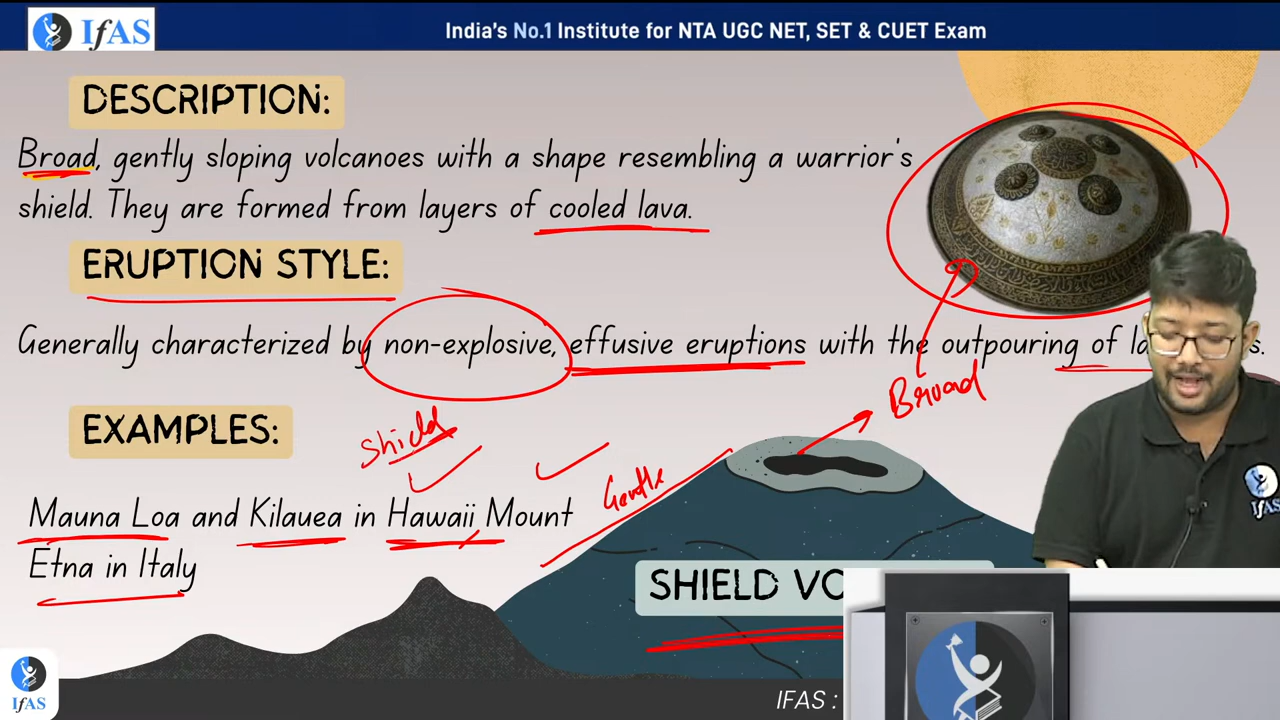 IfAS
India's No.1 Institute for NTA UGC NET, SET & CUET Exam
DESCRIPTION:
Broad, gently sloping volcanoes with a shape resembling a warrior's
shield. They are formed from layers of cooled lava.
ERUPTION STYLE:
Generally characterized by non-explosive, effusive eruptions with the outpouring of
Broad
EXAMPLES:
Shield
Gentle
Mauna Loa and Kilauea in Hawaii Mount
Etna in Italy
SHIELD
IfAS
IfAS
IFAS :